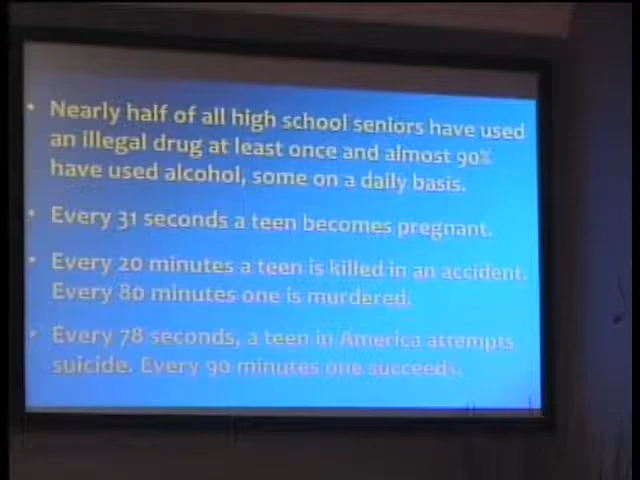 • Nearly half of all high school seniors have used
an illegal drug at least once and almost 90%
have used alcohol, some on a daily basis.
• Every 31 seconds a teen becomes pregnant.
• Every 20 minutes a teen is killed in an accident.
Every 80 minutes one is murdered.
• Every 78 seconds, a teen in America attempts
suicide. Every 90 minutes one succeeds.